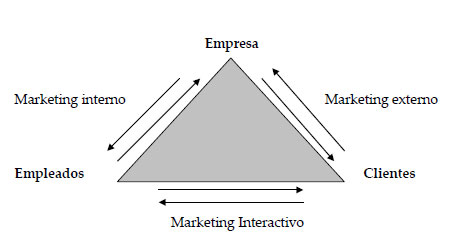 Empresa
Marketing interno
Marketing externo
Empleados
Clientes
Marketing Interactivo